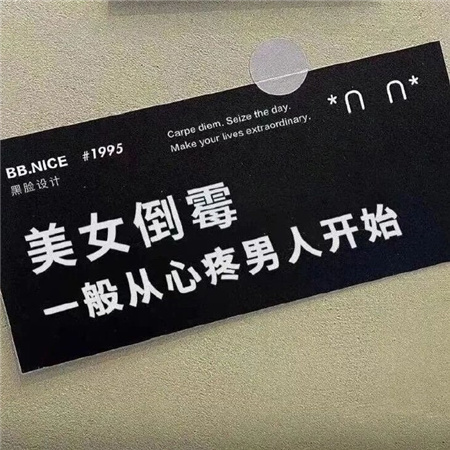 BB.NICE #1995
黑脸设计
Carpe diem. Seize the day.
Make your lives extraordinary.
*∩ ∩*
美女倒霉
一般从心疼男人开始